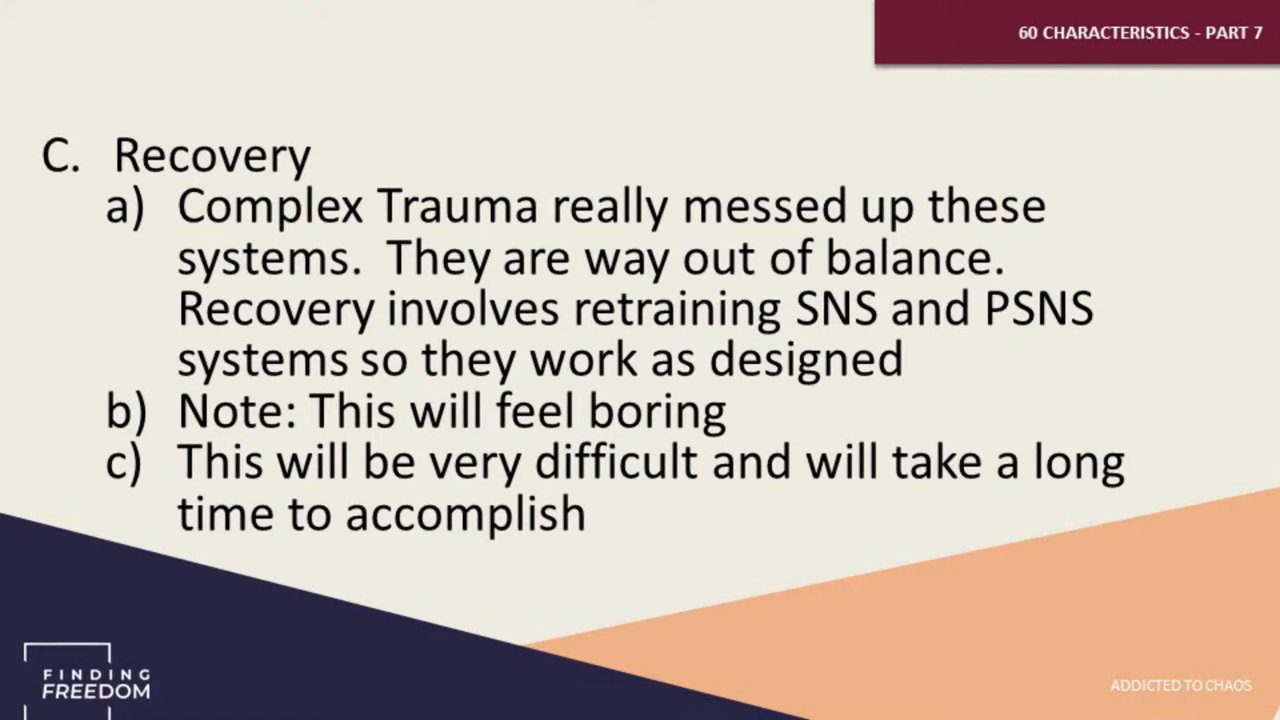 60 CHARACTERISTICS - PART 7
C. Recovery
a) Complex Trauma really messed up these
systems.  They are way out of balance.
Recovery involves retraining SNS and PSNS
systems so they work as designed
b) Note: This will feel boring
c) This will be very difficult and will take a long
time to accomplish
FINDING
FREEDOM
ADDICTED TO CHAOS